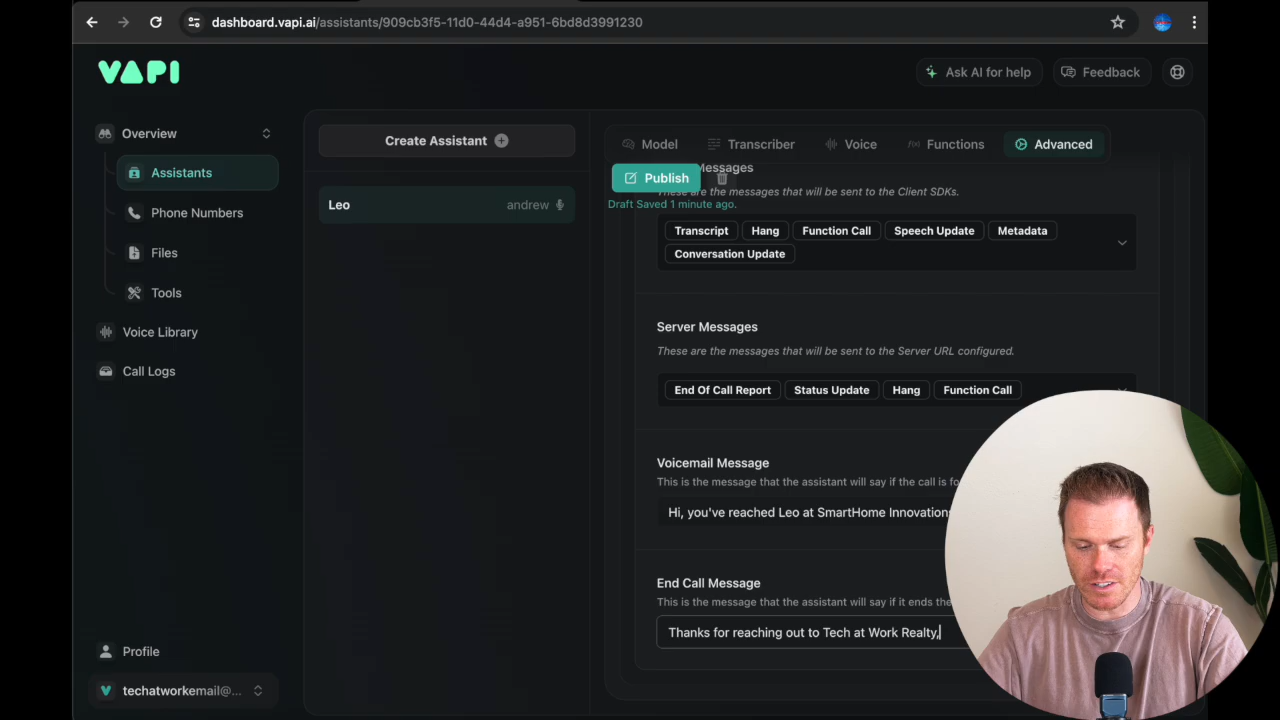 dashboard.vapi.ai/assistants/909cb3f5-11d0-44d4-a951-6bd8d3991230
VAPI
Ask AI for help
Feedback
Overview
Assistants
Phone Numbers
Files
Tools
Voice Library
Call Logs
Profile
techatworkemail@...
Create Assistant
Leo
andrew
Model
Transcriber
Voice
Functions
Advanced
Publish
Messages
These are the messages that will be sent to the Client SDKs.
Draft Saved 1 minute ago.
Transcript Hang Function Call Speech Update Metadata
Conversation Update
Server Messages
These are the messages that will be sent to the Server URL configured.
End Of Call Report Status Update Hang Function Call
Voicemail Message
This is the message that the assistant will say if the call is
Hi, you've reached Leo at SmartHome Innovation
End Call Message
This is the message that the assistant will say if it ends the
Thanks for reaching out to Tech at Work Realty,